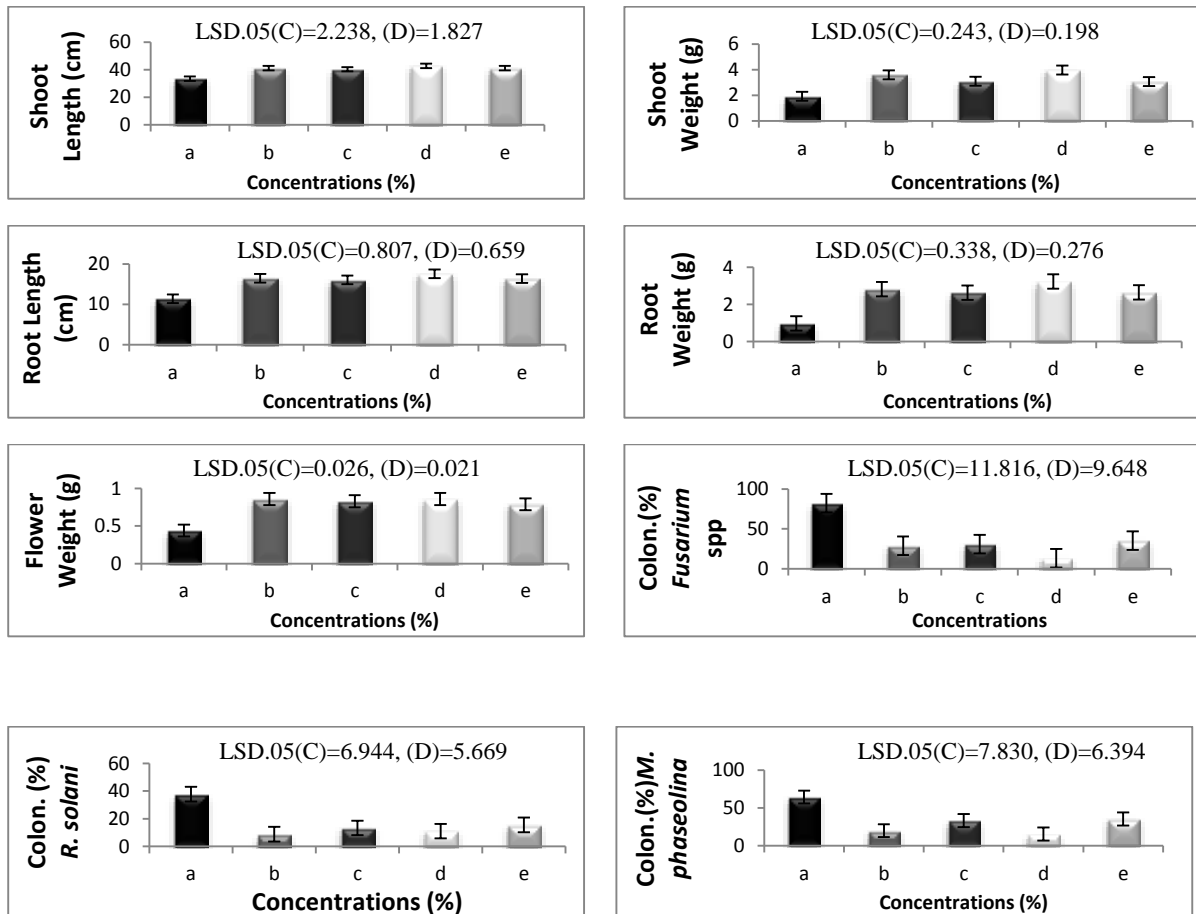 LSD.05(C)=2.238, (D)=1.827
Shoot
Length (cm)
60
40
20
0
a b c d e
Concentrations (%)
LSD.05(C)=0.243, (D)=0.198
Shoot
Weight (g)
6
4
2
0
a b c d e
Concentrations (%)
LSD.05(C)=0.807, (D)=0.659
Root Length
(cm)
20
10
0
a b c d e
Concentrations (%)
LSD.05(C)=0.338, (D)=0.276
Root
Weight (g)
4
2
0
a b c d e
Concentrations (%)
LSD.05(C)=0.026, (D)=0.021
Flower
Weight (g)
1
0.5
0
a b c d e
Concentrations (%)
LSD.05(C)=11.816, (D)=9.648
Colon.(%)
Fusarium
spp
100
50
0
a b c d e
Concentrations
LSD.05(C)=6.944, (D)=5.669
Colon. (%)
R. solani
60
40
20
0
a b c d e
Concentrations (%)
LSD.05(C)=7.830, (D)=6.394
Colon.(%)M.
phaseolina
100
50
0
a b c d e
Concentrations (%)